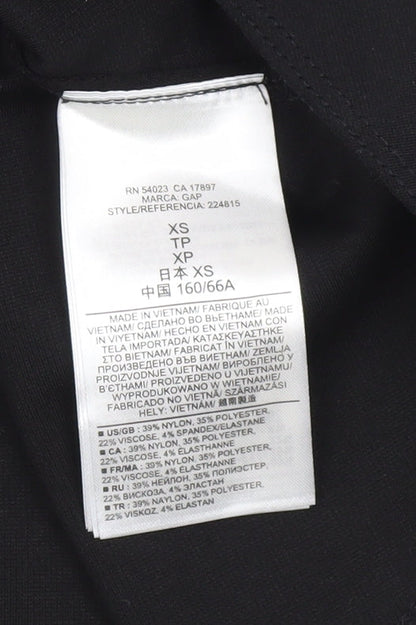 RN 54023 CA 17897
MARCA: GAP
STYLE/REFERENCIA: 224815
XS
TP
XP
日本 XS
中国 160/66A
MADE IN VIETNAM/ FABRIQUE AU
VIETNAM/ СДЕЛАНО ВО ВЬЕТНАМЕ/ MADE
IN VIYETNAM/ HECHO EN VIETNAM CON
TELA IMPORTADA/ ΚΑΤΑΣΚΕΥΑΣΤΗΚΕ
ΣΤΟ ΒΙΕΤΝΑΜ/ FABRICAT ÎN VIETNAM/
ПРОИЗВЕДЕНО ВЪВ ВИЕТНАМ/ ZEMLJA
PROIZVODNJE VIJETNAM/ ВИРОБЛЕНО У
В'ЄТНАМІ/ PROIZVEDENO U VIJETNAMU/
WYPRODUKOWANO W WIETNAMIE/
FABRICADO NO VIETNÃ/ SZÁRMAZÁSI
HELY: VIETNÁM/ 越南製造
■ US/GB : 39% NYLON, 35% POLYESTER,
22% VISCOSE, 4% SPANDEX/ELASTANE
■ CA : 39% NYLON, 35% POLYESTER,
22% VISCOSE, 4% ÉLASTHANNE
■ FR/MA : 39% NYLON, 35% POLYESTER,
22% VISCOSE, 4% ÉLASTHANNE
■ RU : 39% НЕЙЛОН, 35% ПОЛИЭСТЕР,
22% ВИСКОЗА, 4% ЭЛАСТАН
■ TR : 39% NAYLON, 35% POLYESTER,
22% VISKOZ, 4% ELASTAN